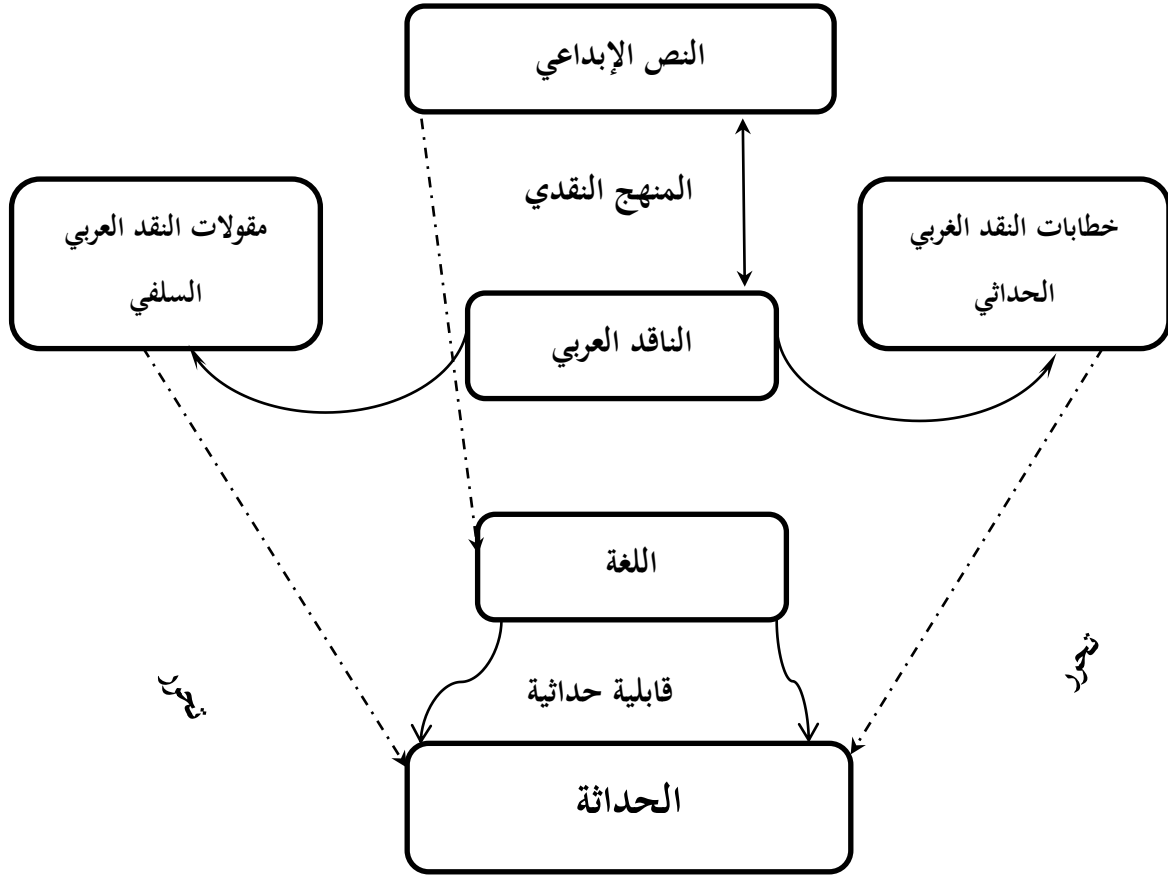 النص الإبداعي
المنهج النقدي
خطابات النقد الغربي
الحداثي
مقولات النقد العربي
السلفي
الناقد العربي
اللغة
تحرر
تحرر
قابلية حداثية
الحداثة